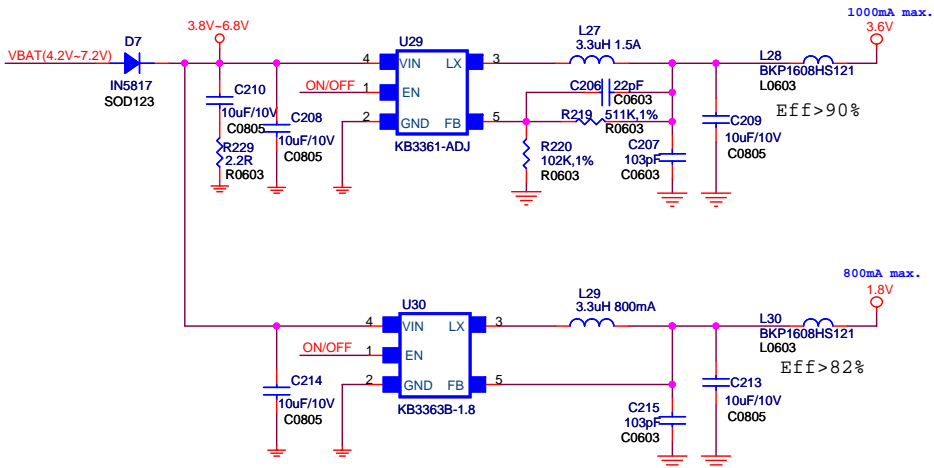 1000mA max.
3.6V
3.8V~6.8V
VBAT(4.2V~7.2V)
D7
IN5817
SOD123
U29
4
VIN
LX
3
L27
3.3uH 1.5A
L28
BKP1608HS121
L0603
ON/OFF
1
EN
C210
10uF/10V
C0805
C208
10uF/10V
C0805
C206
22pF
C0603
Eff>90%
2
GND
FB
5
R219
511K,1%
R0603
C209
10uF/10V
C0805
KB3361-ADJ
R229
2.2R
R0603
R220
102K,1%
R0603
C207
103pF
C0603
800mA max.
1.8V
U30
4
VIN
LX
3
L29
3.3uH 800mA
L30
BKP1608HS121
L0603
ON/OFF
1
EN
Eff>82%
C214
10uF/10V
C0805
2
GND
FB
5
KB3363B-1.8
C213
10uF/10V
C0805
C215
103pF
C0603